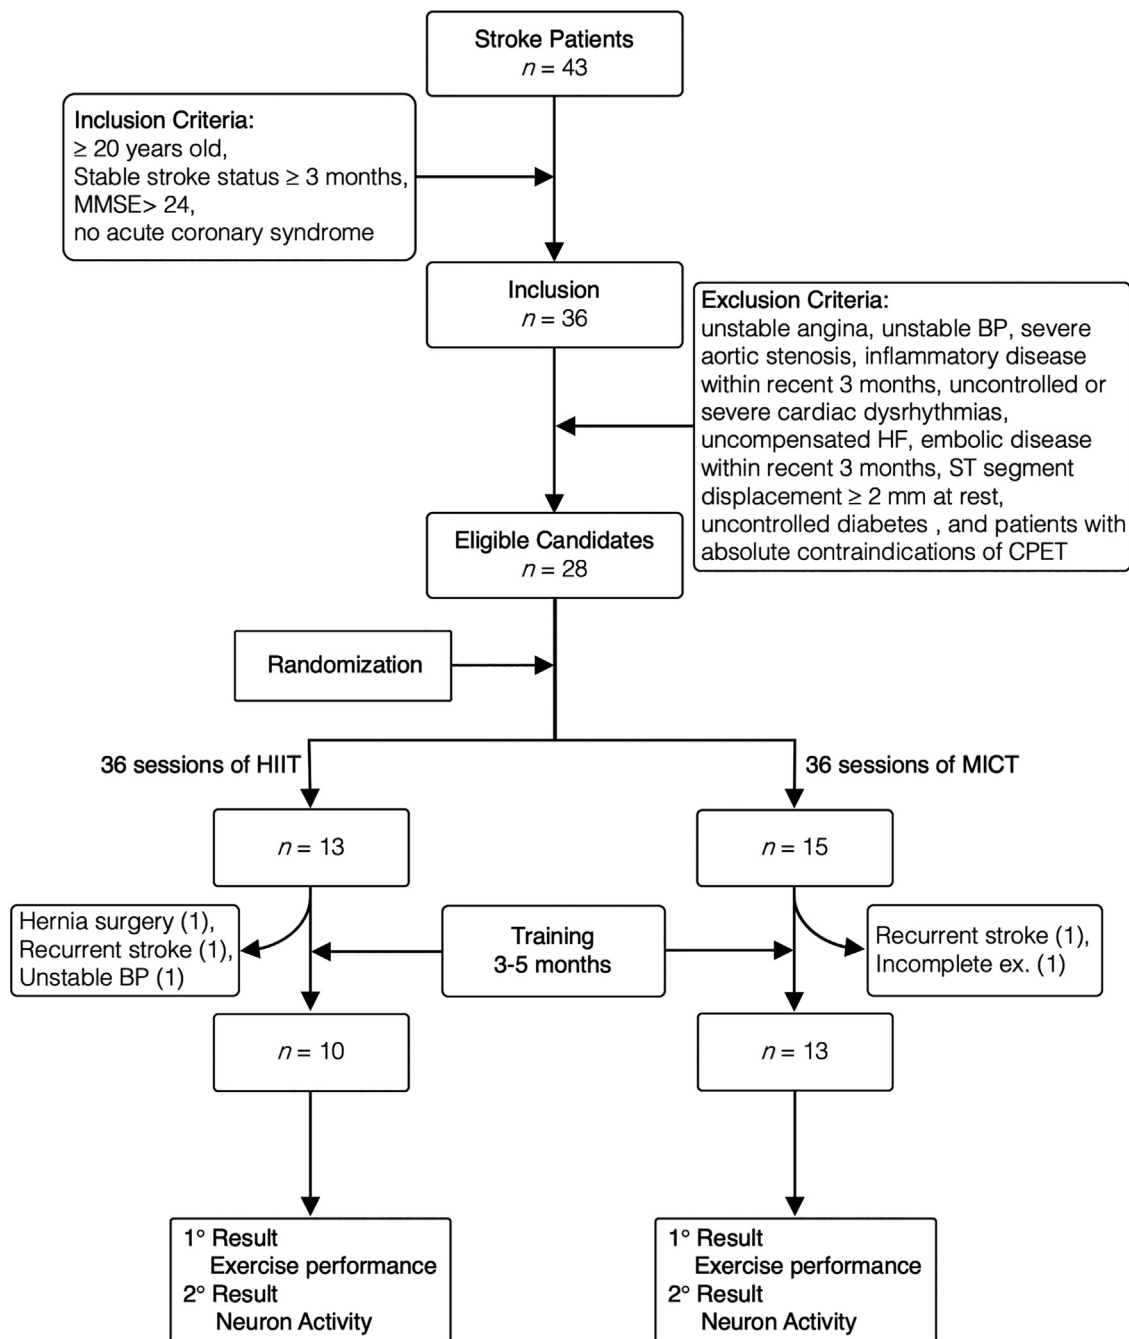 Stroke Patients
n = 43
Inclusion Criteria:
≥ 20 years old,
Stable stroke status ≥ 3 months,
MMSE> 24,
no acute coronary syndrome
Inclusion
n = 36
Exclusion Criteria:
unstable angina, unstable BP, severe
aortic stenosis, inflammatory disease
within recent 3 months, uncontrolled or
severe cardiac dysrhythmias,
uncompensated HF, embolic disease
within recent 3 months, ST segment
displacement ≥ 2 mm at rest,
uncontrolled diabetes , and patients with
absolute contraindications of CPET
Eligible Candidates
n = 28
Randomization
36 sessions of HIIT
36 sessions of MICT
n = 13
n = 15
Hernia surgery (1),
Recurrent stroke (1),
Unstable BP (1)
Training
3-5 months
Recurrent stroke (1),
Incomplete ex. (1)
n = 10
n = 13
1° Result
Exercise performance
2° Result
Neuron Activity
1° Result
Exercise performance
2° Result
Neuron Activity